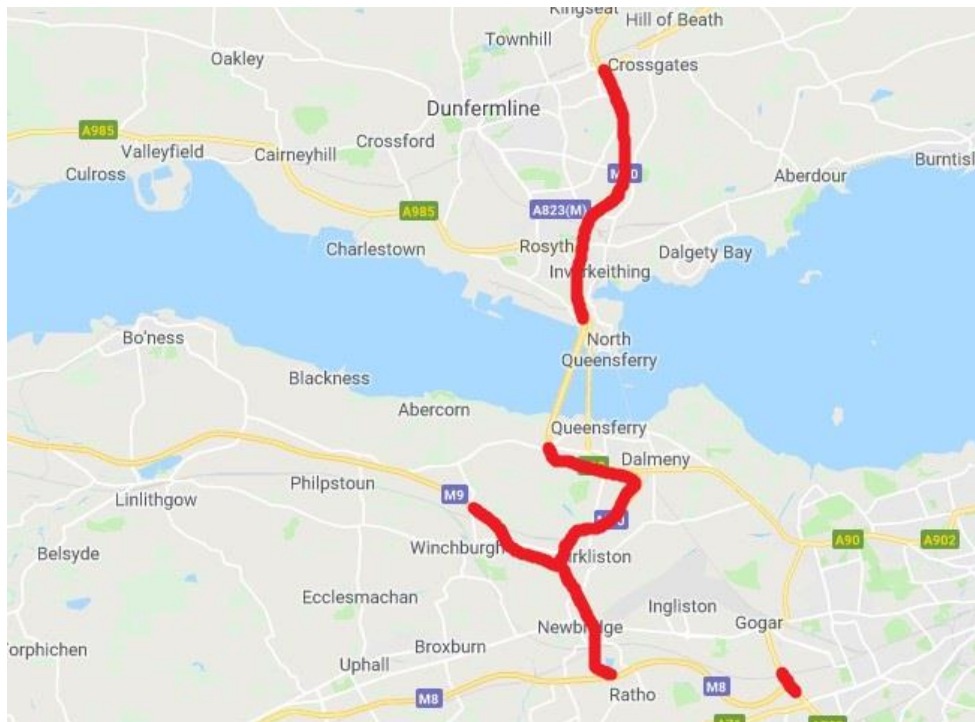 Kingseat
Hill of Beath
Townhill
Oakley
Crossgates
Dunfermline
A985
Crossford
Valleyfield
Cairneyhill
Culross
Aberdour
A823(M)
A985
Rosyth
Charlestown
Dalgety Bay
North
Queensferry
Bo'ness
Blackness
Abercorn
Queensferry
Dalmeny
Philpstoun
M9
Linlithgow
A90
A902
Winchburgh
Belsyde
Ecclesmachan
Ingliston
Gogar
Newbridge
Broxburn
Uphall
Ratho
M8
M8